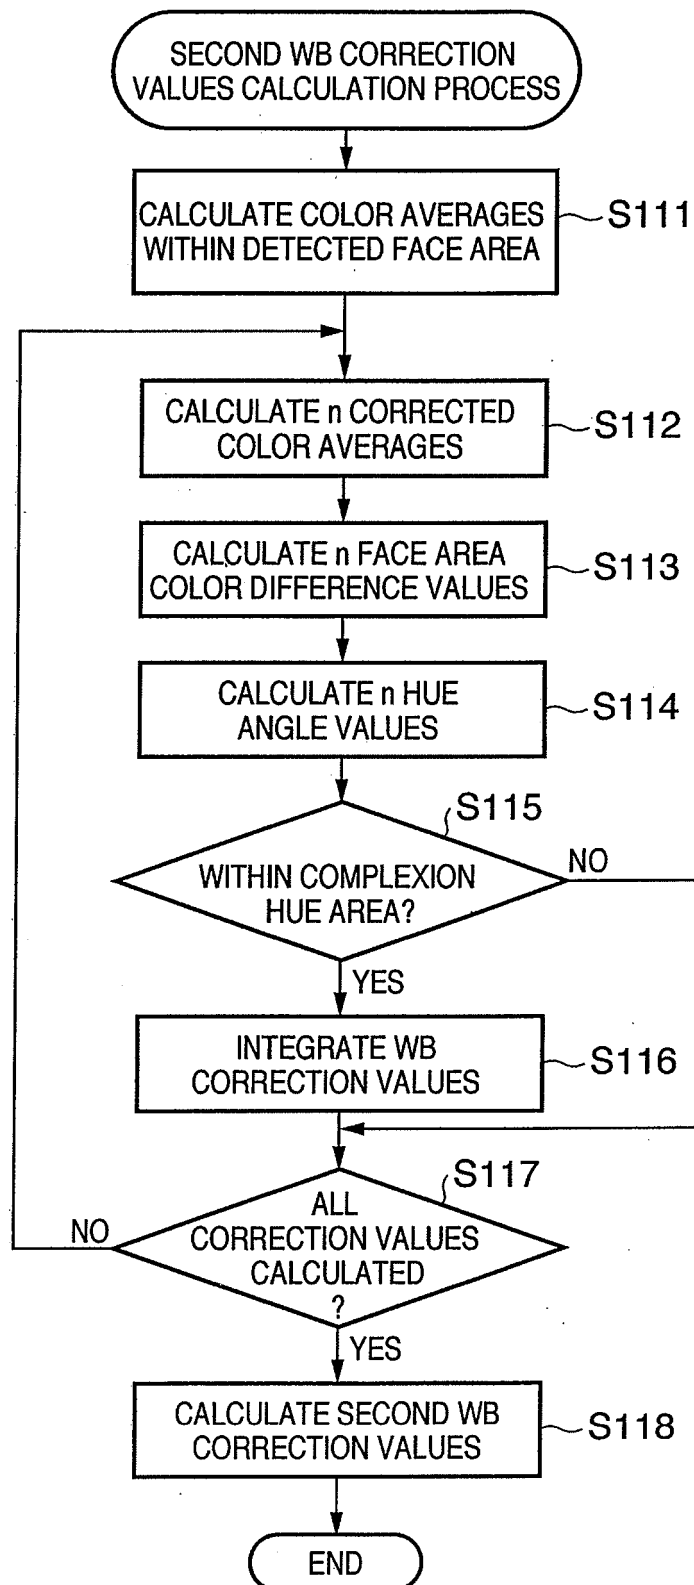 SECOND WB CORRECTION
VALUES CALCULATION PROCESS
CALCULATE COLOR AVERAGES
WITHIN DETECTED FACE AREA
S111
CALCULATE n CORRECTED
COLOR AVERAGES
S112
CALCULATE n FACE AREA
COLOR DIFFERENCE VALUES
S113
CALCULATE n HUE
ANGLE VALUES
S114
S115
WITHIN COMPLEXION
HUE AREA?
NO
YES
INTEGRATE WB
CORRECTION VALUES
S116
S117
ALL
CORRECTION VALUES
CALCULATED
?
NO
YES
CALCULATE SECOND WB
CORRECTION VALUES
S118
END